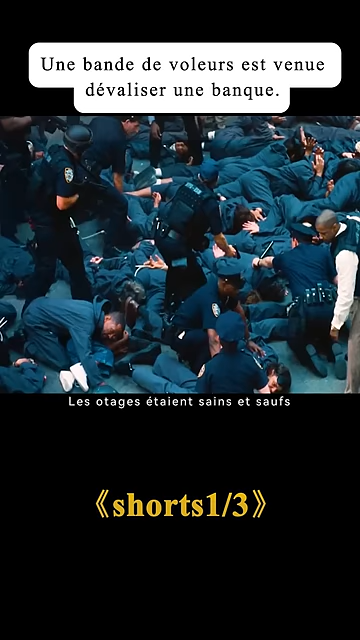 Une bande de voleurs est venue
dévaliser une banque.
Les otages étaient sains et saufs
《shorts1/3》